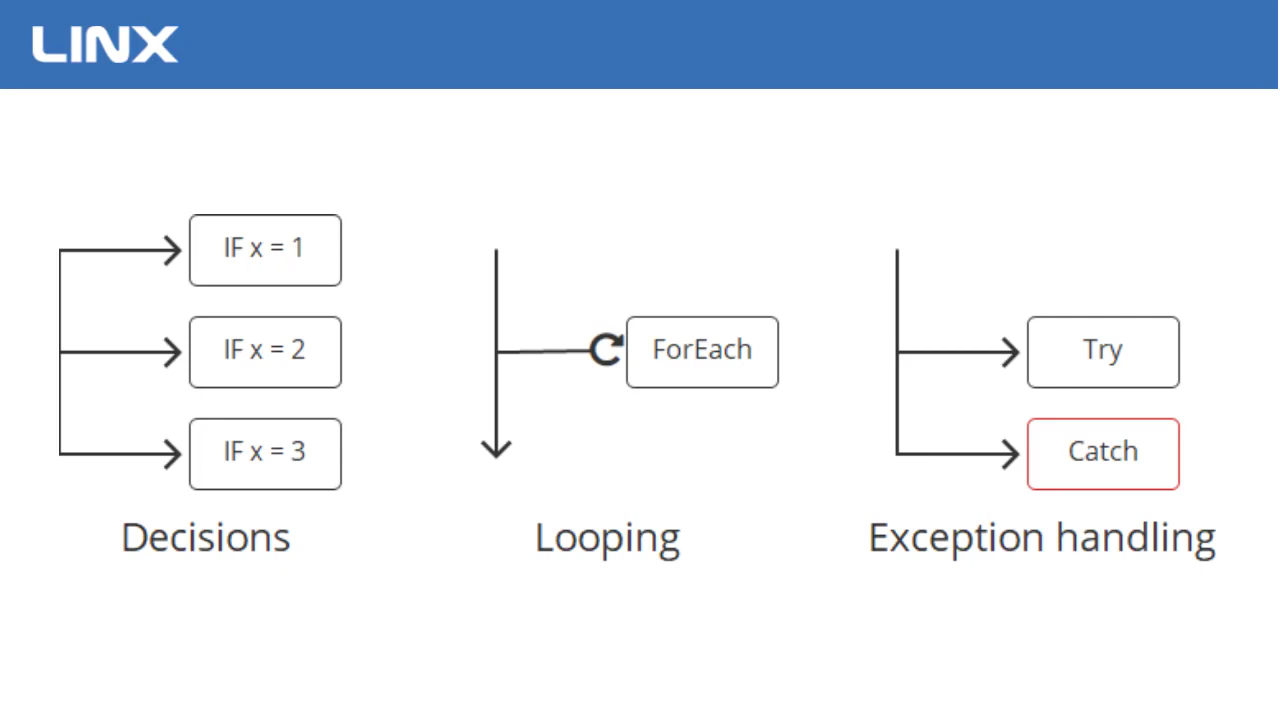 LINX
IF x = 1
IF x = 2
IF x = 3
Decisions
ForEach
Looping
Try
Catch
Exception handling